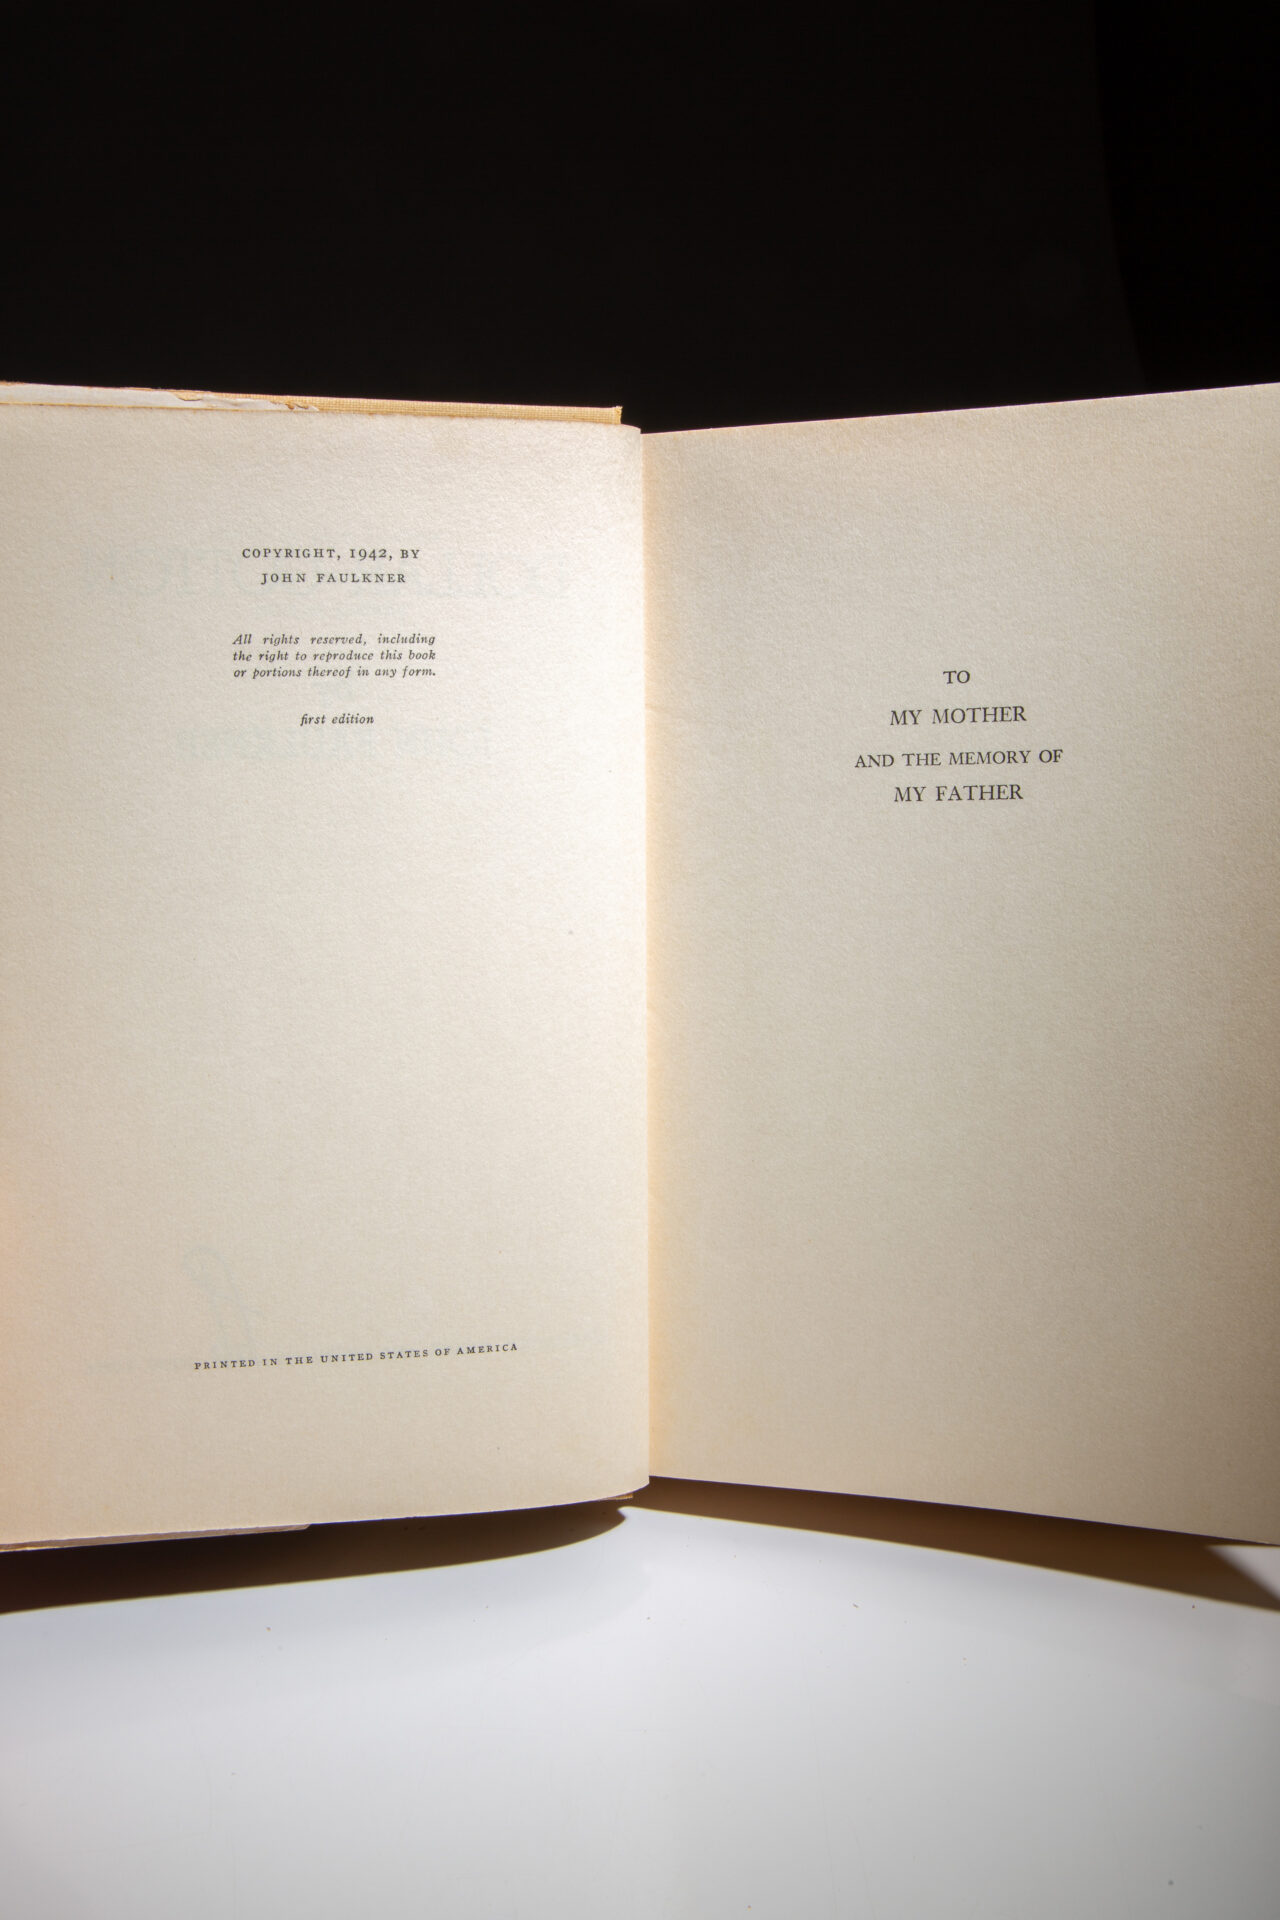 COPYRIGHT, 1942, BY
JOHN FAULKNER
All rights reserved, including
the right to reproduce this book
or portions thereof in any form.
first edition
PRINTED IN THE UNITED STATES OF AMERICA
TO
MY MOTHER
AND THE MEMORY OF
MY FATHER